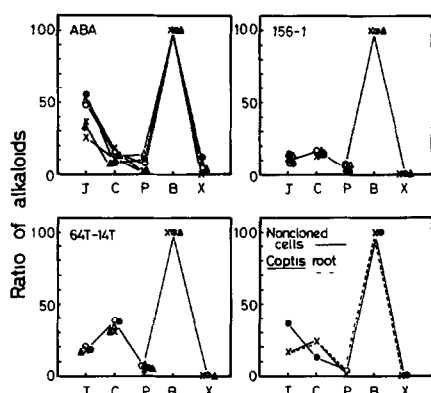 ABA
156-1
100
100
50
50
0
0
J C P B X
J C P B X
Ratio of alkaloids
64T-14T
Noncloned
cells
Coptis root
100
100
50
50
0
0
J C P B X
J C P B X